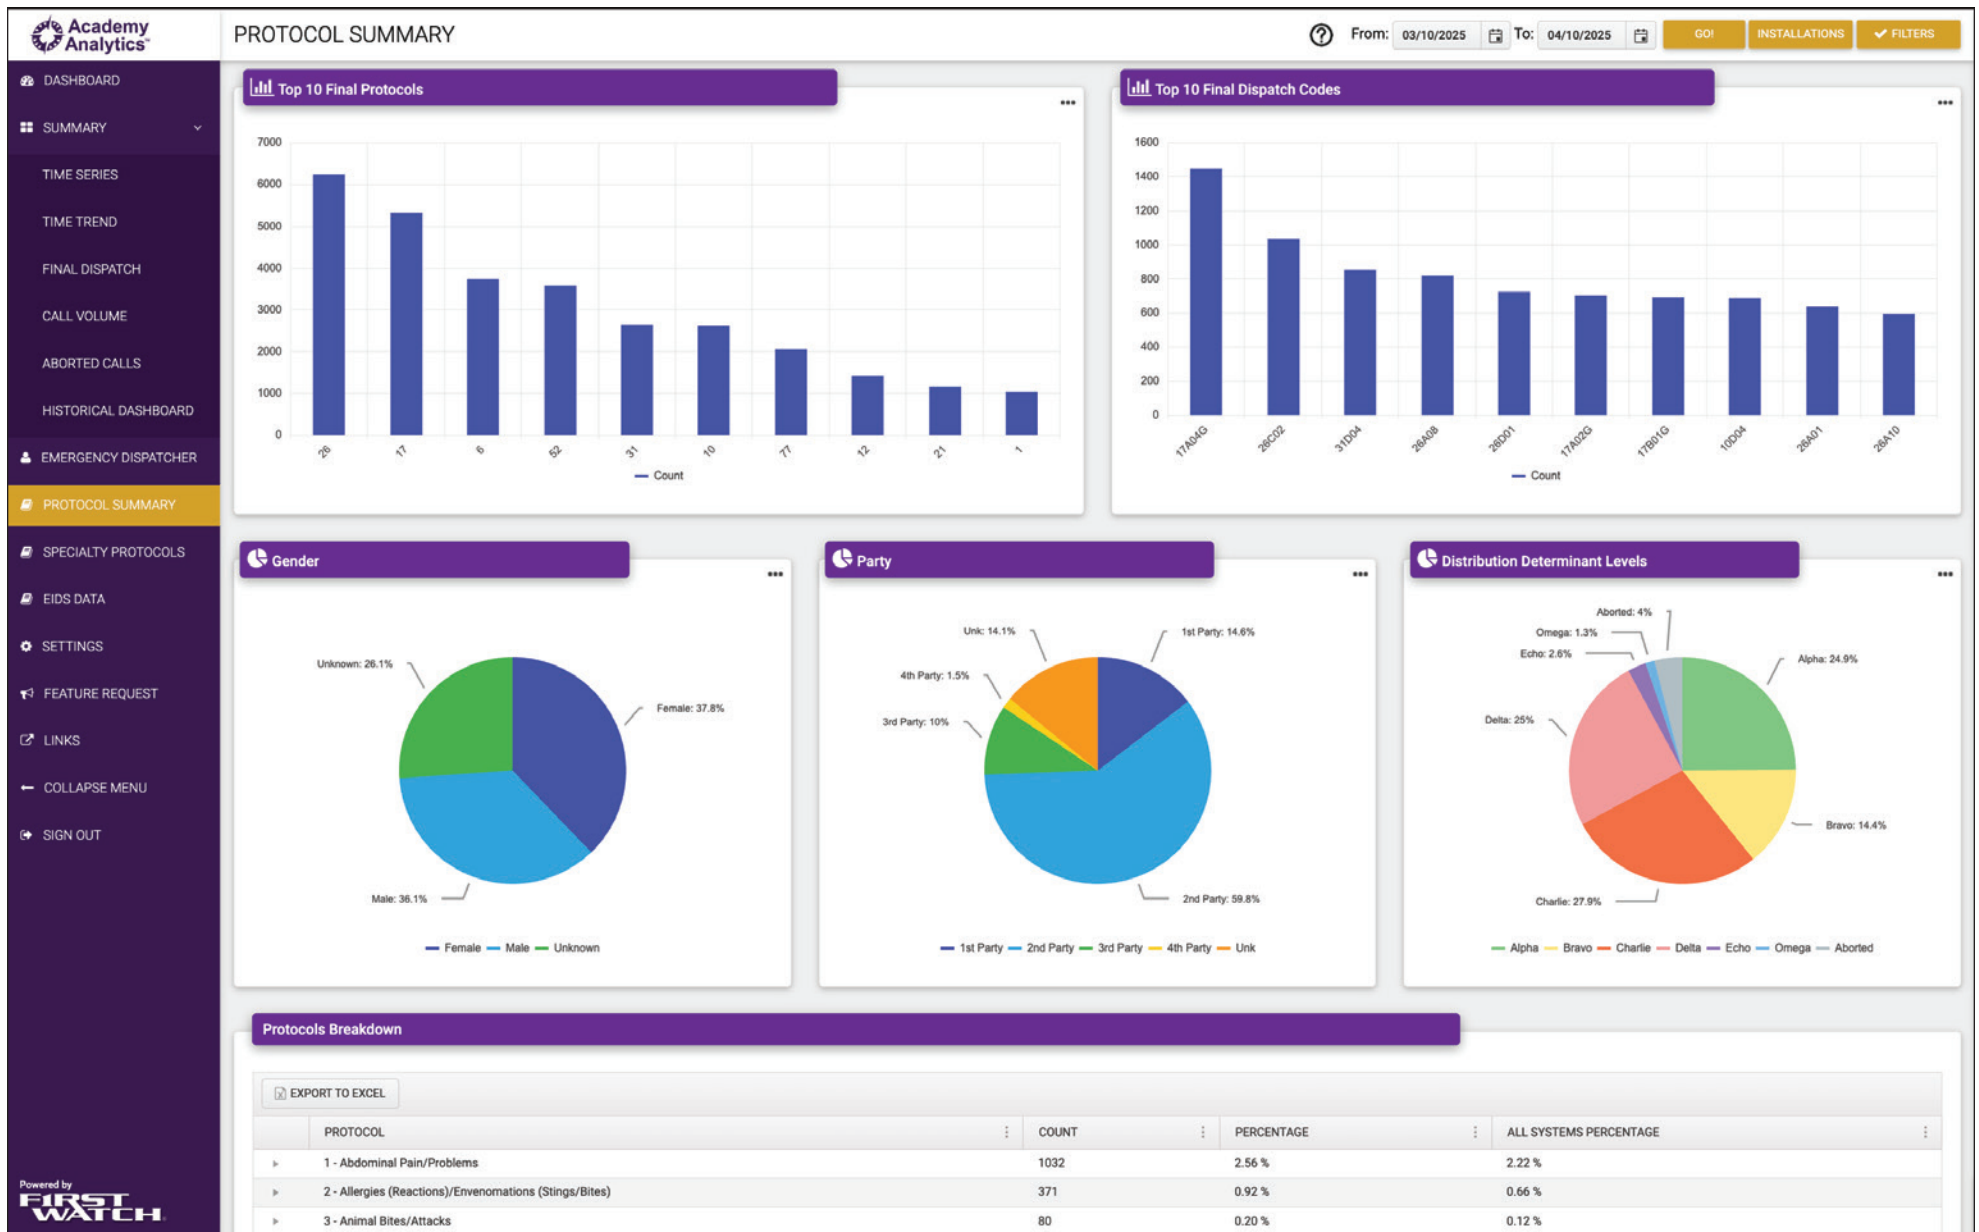 Academy
Analytics™
PROTOCOL SUMMARY
From: 03/10/2025 To: 04/10/2025 GO! INSTALLATIONS FILTERS
DASHBOARD
SUMMARY
TIME SERIES
TIME TREND
FINAL DISPATCH
CALL VOLUME
ABORTED CALLS
HISTORICAL DASHBOARD
EMERGENCY DISPATCHER
PROTOCOL SUMMARY
SPECIALTY PROTOCOLS
EIDS DATA
SETTINGS
FEATURE REQUEST
LINKS
COLLAPSE MENU
SIGN OUT
Powered by
FIRST
WATCH
Top 10 Final Protocols
7000
6000
5000
4000
3000
2000
1000
0
26 17 6 52 31 10 77 12 21 1
Count
Top 10 Final Dispatch Codes
1600
1400
1200
1000
800
600
400
200
0
17A04G 26C02 31D04 26A08 26D01 17A02G 17B01G 10D04 26A01 26A10
Count
Gender
Unknown: 26.1%
Female: 37.8%
Male: 36.1%
Female Male Unknown
Party
Unk: 14.1%
1st Party: 14.6%
4th Party: 1.5%
3rd Party: 10%
2nd Party: 59.8%
1st Party 2nd Party 3rd Party 4th Party Unk
Distribution Determinant Levels
Aborted: 4%
Omega: 1.3%
Echo: 2.6%
Alpha: 24.9%
Delta: 25%
Bravo: 14.4%
Charlie: 27.9%
Alpha Bravo Charlie Delta Echo Omega Aborted
Protocols Breakdown
EXPORT TO EXCEL
PROTOCOL COUNT PERCENTAGE ALL SYSTEMS PERCENTAGE
1 - Abdominal Pain/Problems 1032 2.56 % 2.22 %
2 - Allergies (Reactions)/Envenomations (Stings/Bites) 371 0.92 % 0.66 %
3 - Animal Bites/Attacks 80 0.20 % 0.12 %